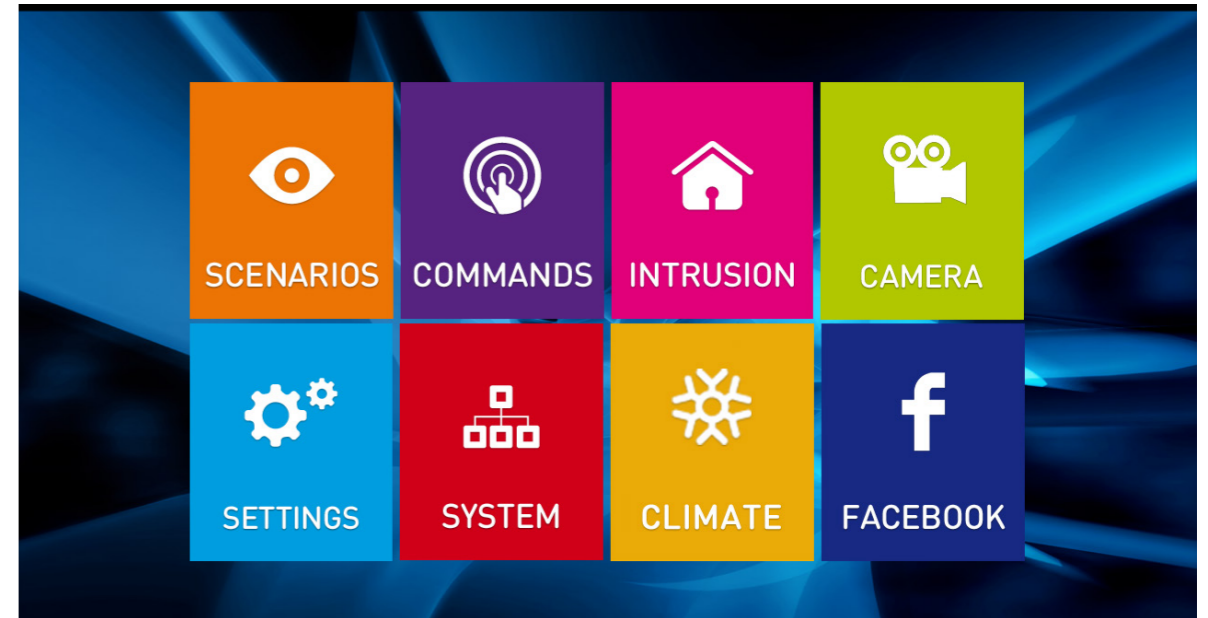 SCENARIOS
COMMANDS
INTRUSION
CAMERA
SETTINGS
SYSTEM
CLIMATE
FACEBOOK